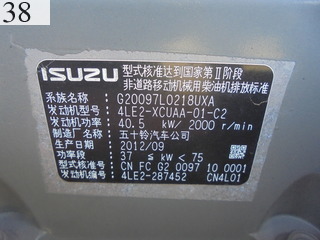 38
ISUZU 型式核准达到国家第Ⅱ阶段
非道路移动机械用柴油机排放标准
系族名称: G20097L0218UXA
发动机型号: 4LE2-XCUAA-01-C2
发动机功率: 40.5 kW/ 2000 r/min
制造厂名称: 五十铃汽车公司
生产日期: 2012/09
功率段: 37 ≦ kW < 75
型式核准号: CN FC G2 0097 10 0001
发动机编号: 4LE2-287452 CN4L01